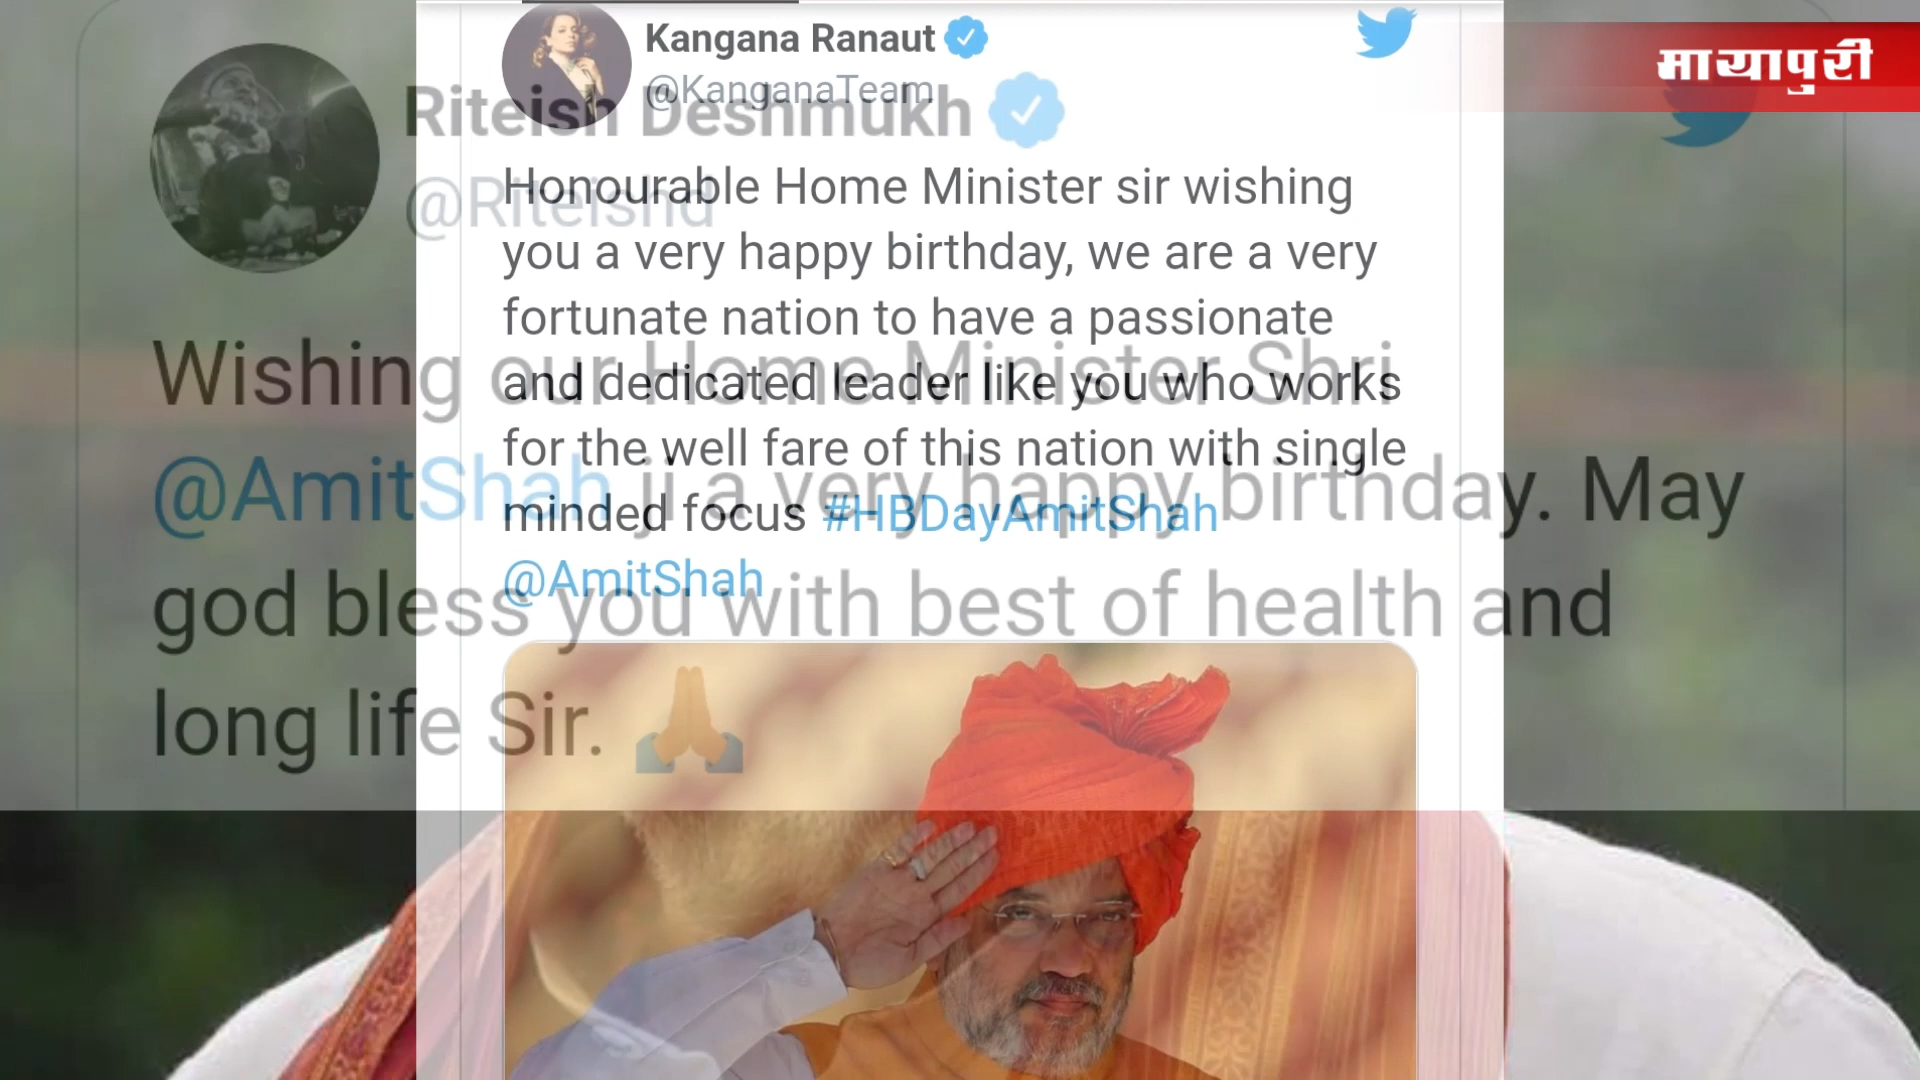 मायापुरी
Kangana Ranaut
@KanganaTeam
Honourable Home Minister sir wishing
you a very happy birthday, we are a very
fortunate nation to have a passionate
and dedicated leader like you who works
for the well fare of this nation with single
minded focus #HBDayAmitShah
@AmitShah
Riteish Deshmukh
@Riteishd
Wishing our Home Minister Shri
@AmitShah ji a very happy birthday. May
god bless you with best of health and
long life Sir. 🙏